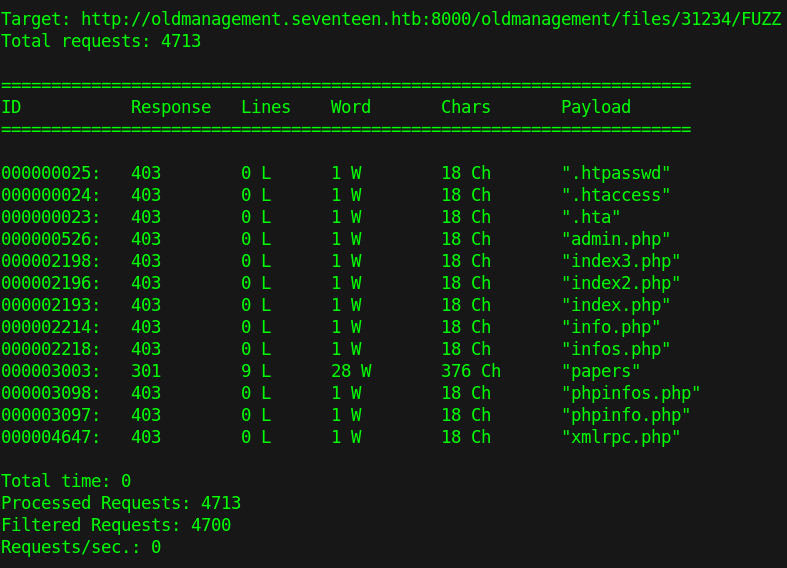 Target: http://oldmanagement.seventeen.htb:8000/oldmanagement/files/31234/FUZZ
Total requests: 4713
=====================================================================
ID           Response   Lines    Word       Chars       Payload
=====================================================================
000000025:   403        0 L      1 W        18 Ch       ".htpasswd"
000000024:   403        0 L      1 W        18 Ch       ".htaccess"
000000023:   403        0 L      1 W        18 Ch       ".hta"
000000526:   403        0 L      1 W        18 Ch       "admin.php"
000002198:   403        0 L      1 W        18 Ch       "index3.php"
000002196:   403        0 L      1 W        18 Ch       "index2.php"
000002193:   403        0 L      1 W        18 Ch       "index.php"
000002214:   403        0 L      1 W        18 Ch       "info.php"
000002218:   403        0 L      1 W        18 Ch       "infos.php"
000003003:   301        9 L      28 W       376 Ch      "papers"
000003098:   403        0 L      1 W        18 Ch       "phpinfos.php"
000003097:   403        0 L      1 W        18 Ch       "phpinfo.php"
000004647:   403        0 L      1 W        18 Ch       "xmlrpc.php"
Total time: 0
Processed Requests: 4713
Filtered Requests: 4700
Requests/sec.: 0